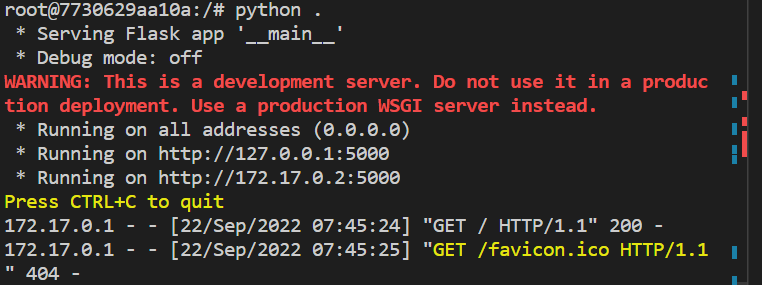 root@7730629aa10a:/# python .
 * Serving Flask app '__main__'
 * Debug mode: off
WARNING: This is a development server. Do not use it in a produc
tion deployment. Use a production WSGI server instead.
 * Running on all addresses (0.0.0.0)
 * Running on http://127.0.0.1:5000
 * Running on http://172.17.0.2:5000
Press CTRL+C to quit
172.17.0.1 - - [22/Sep/2022 07:45:24] "GET / HTTP/1.1" 200 -
172.17.0.1 - - [22/Sep/2022 07:45:25] "GET /favicon.ico HTTP/1.1
" 404 -